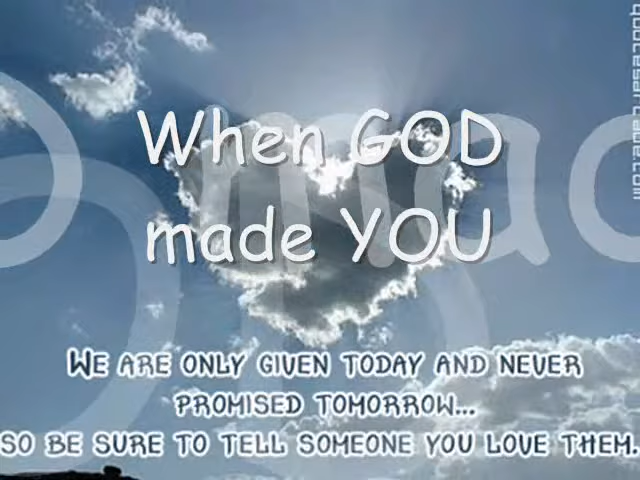 When GOD
made YOU
WE ARE ONLY GIVEN TODAY AND NEVER
PROMISED TOMORROW...
SO BE SURE TO TELL SOMEONE YOU LOVE THEM.